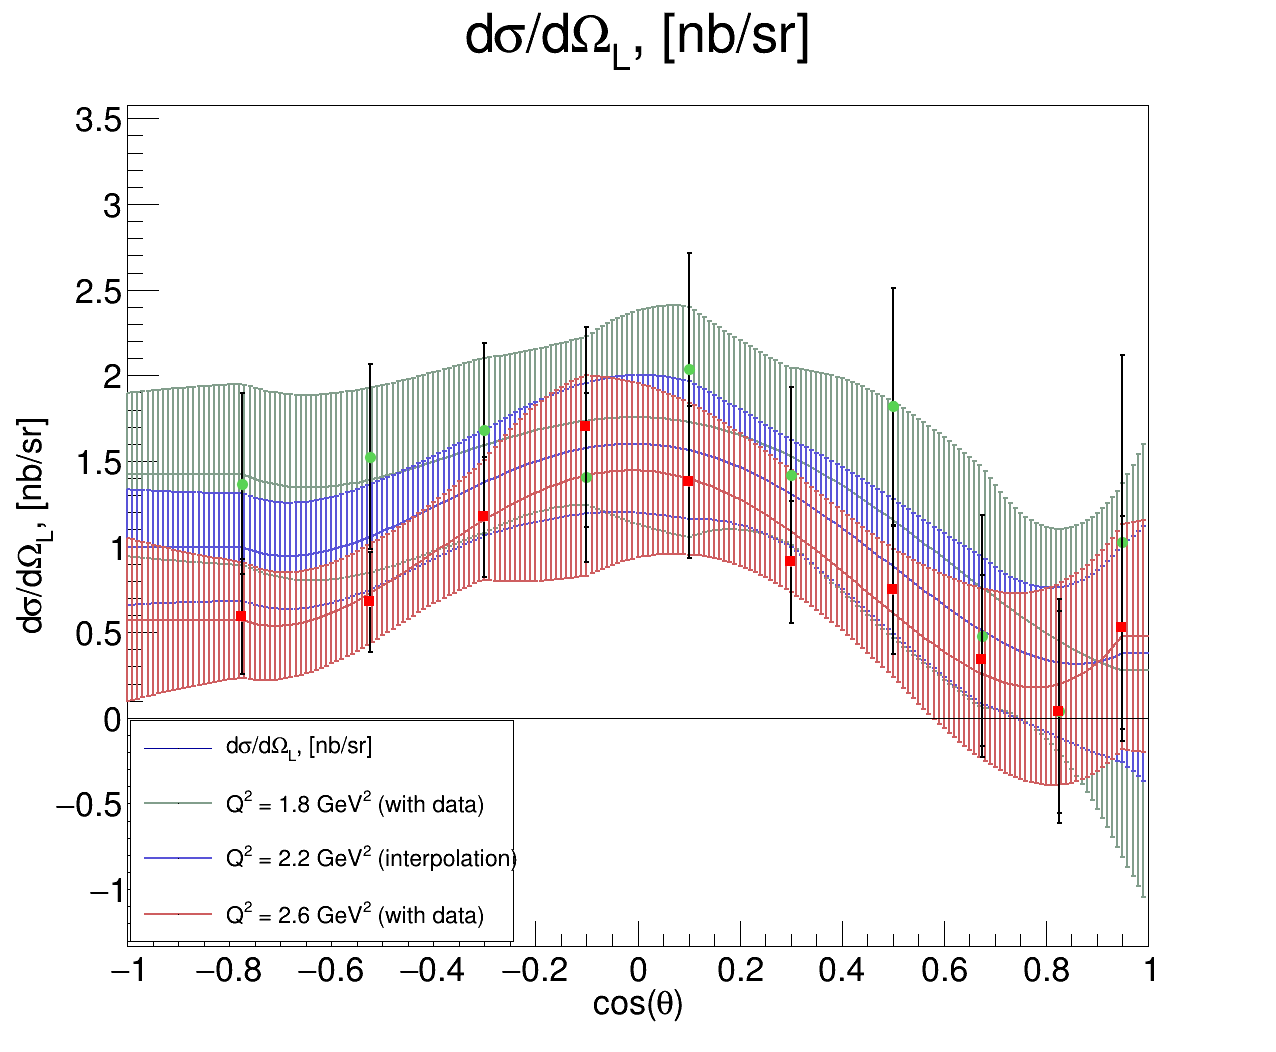 dσ/dΩ_L, [nb/sr]
dσ/dΩ_L, [nb/sr]
3.5
3
2.5
2
1.5
1
0.5
0
−0.5
−1
dσ/dΩ_L, [nb/sr]
Q² = 1.8 GeV² (with data)
Q² = 2.2 GeV² (interpolation)
Q² = 2.6 GeV² (with data)
−1 −0.8 −0.6 −0.4 −0.2 0 0.2 0.4 0.6 0.8 1
cos(θ)